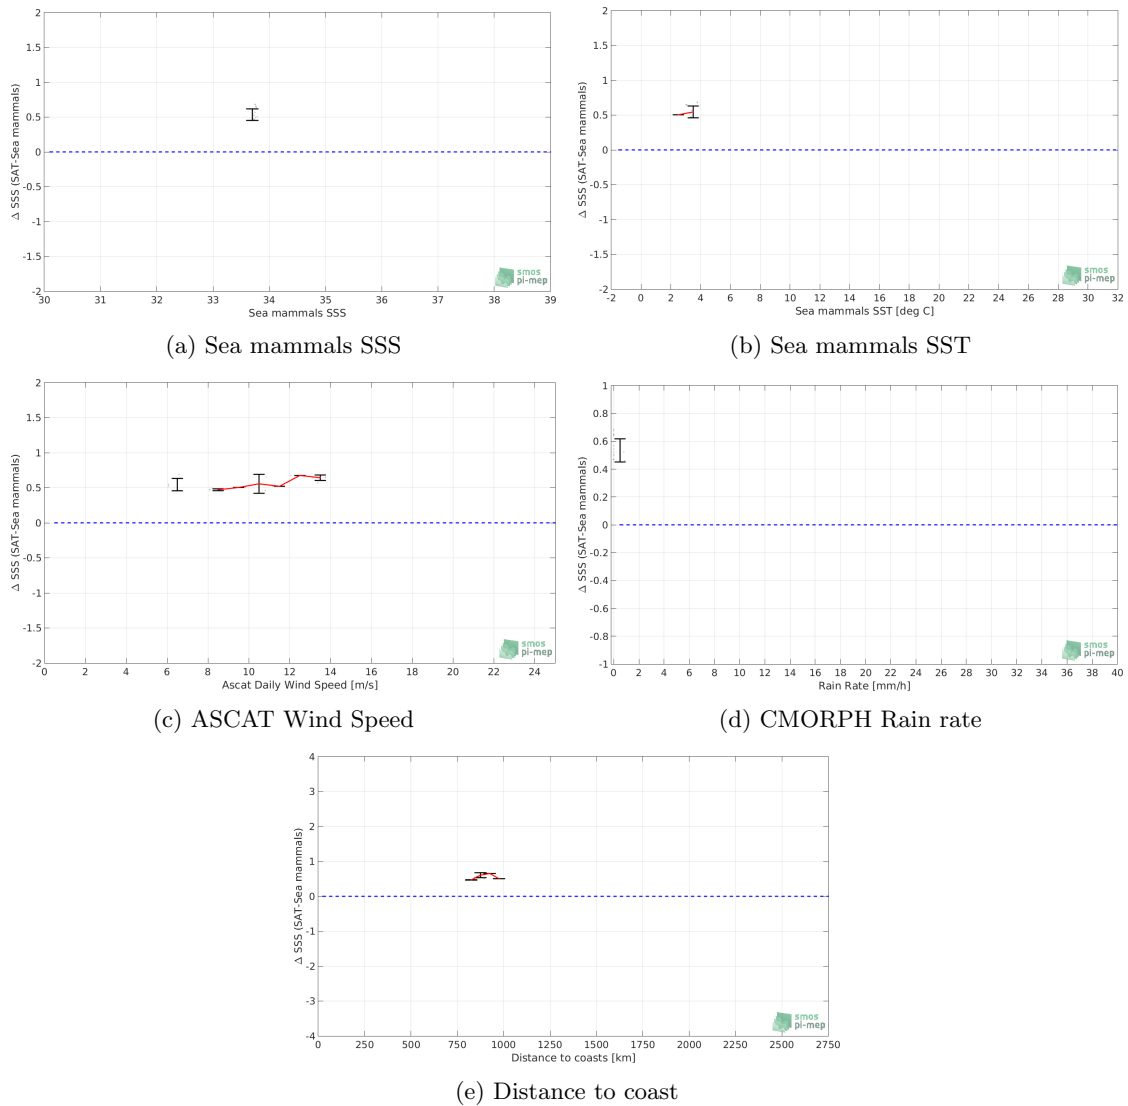 2
1.5
1
0.5
0
-0.5
-1
-1.5
-2
Δ SSS (SAT-Sea mammals)
30 31 32 33 34 35 36 37 38 39
Sea mammals SSS
smos
pi-mep
(a) Sea mammals SSS
2
1.5
1
0.5
0
-0.5
-1
-1.5
-2
Δ SSS (SAT-Sea mammals)
-2 0 2 4 6 8 10 12 14 16 18 20 22 24 26 28 30 32
Sea mammals SST [deg C]
smos
pi-mep
(b) Sea mammals SST
2
1.5
1
0.5
0
-0.5
-1
-1.5
-2
Δ SSS (SAT-Sea mammals)
0 2 4 6 8 10 12 14 16 18 20 22 24
Ascat Daily Wind Speed [m/s]
smos
pi-mep
(c) ASCAT Wind Speed
1
0.8
0.6
0.4
0.2
0
-0.2
-0.4
-0.6
-0.8
-1
Δ SSS (SAT-Sea mammals)
0 2 4 6 8 10 12 14 16 18 20 22 24 26 28 30 32 34 36 38 40
Rain Rate [mm/h]
smos
pi-mep
(d) CMORPH Rain rate
4
3
2
1
0
-1
-2
-3
-4
Δ SSS (SAT-Sea mammals)
0 250 500 750 1000 1250 1500 1750 2000 2250 2500 2750
Distance to coasts [km]
smos
pi-mep
(e) Distance to coast